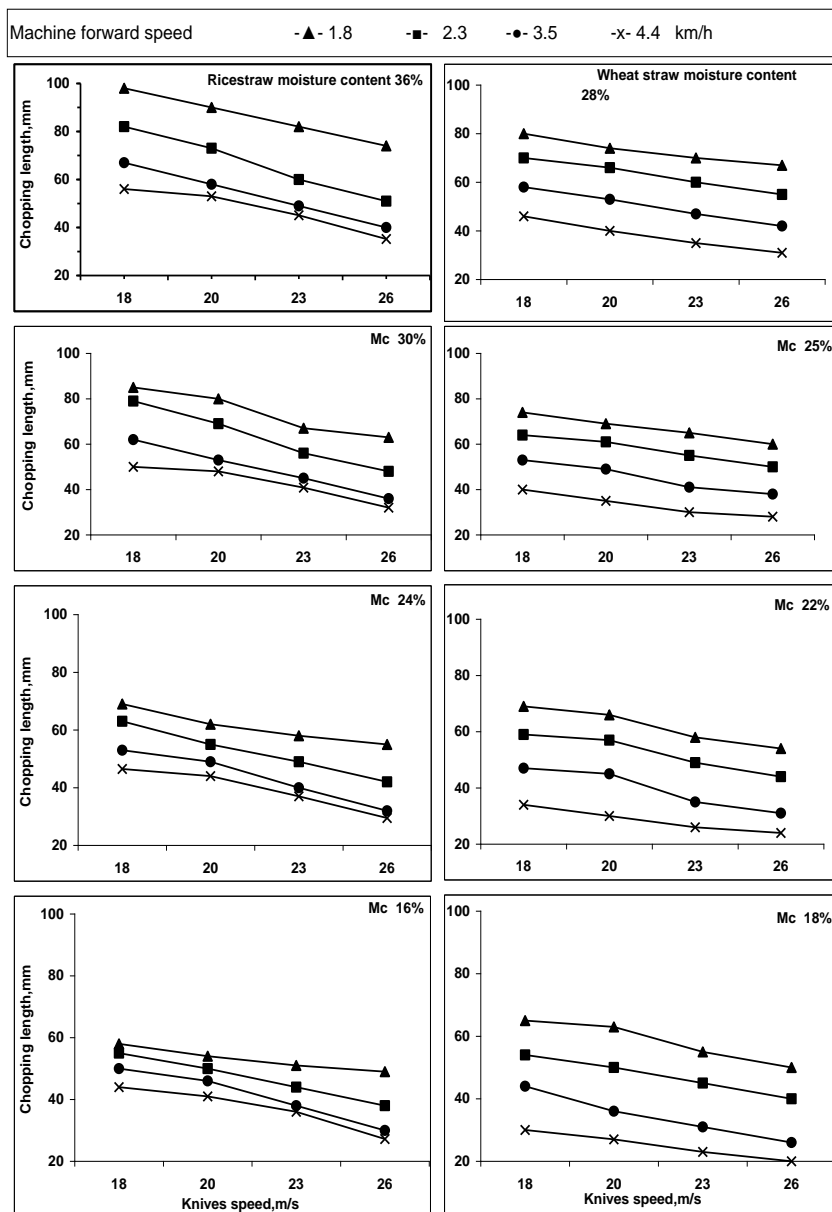 Machine forward speed -▲- 1.8 -■- 2.3 -●- 3.5 -x- 4.4 km/h
Ricestraw moisture content 36%
Chopping length,mm
100
80
60
40
20
18 20 23 26
Wheat straw moisture content
28%
100
80
60
40
20
18 20 23 26
Mc 30%
Chopping length,mm
100
80
60
40
20
18 20 23 26
Mc 25%
100
80
60
40
20
18 20 23 26
Mc 24%
Chopping length,mm
100
80
60
40
20
18 20 23 26
Mc 22%
100
80
60
40
20
18 20 23 26
Mc 16%
Chopping length,mm
100
80
60
40
20
18 20 23 26
Knives speed,m/s
Mc 18%
100
80
60
40
20
18 20 23 26
Knives speed,m/s